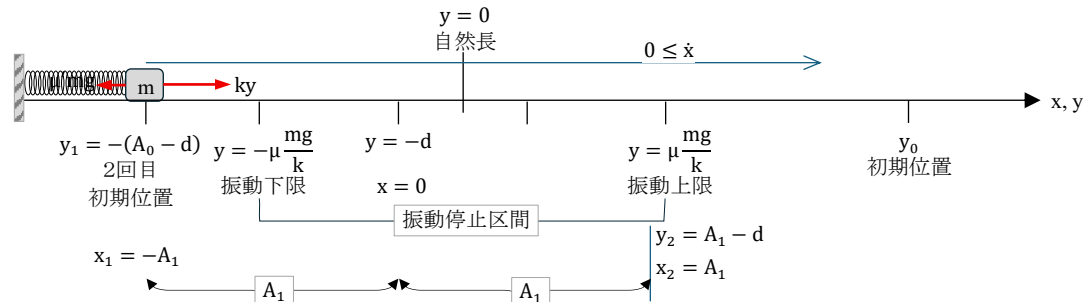 y = 0
自然長
0 ≤ ẋ
μ mg
m
ky
x, y
y₁ = −(A₀ − d)
2回目
初期位置
y = −μ mg/k
振動下限
y = −d
x = 0
y = μ mg/k
振動上限
y₀
初期位置
振動停止区間
y₂ = A₁ − d
x₁ = −A₁
x₂ = A₁
A₁
A₁